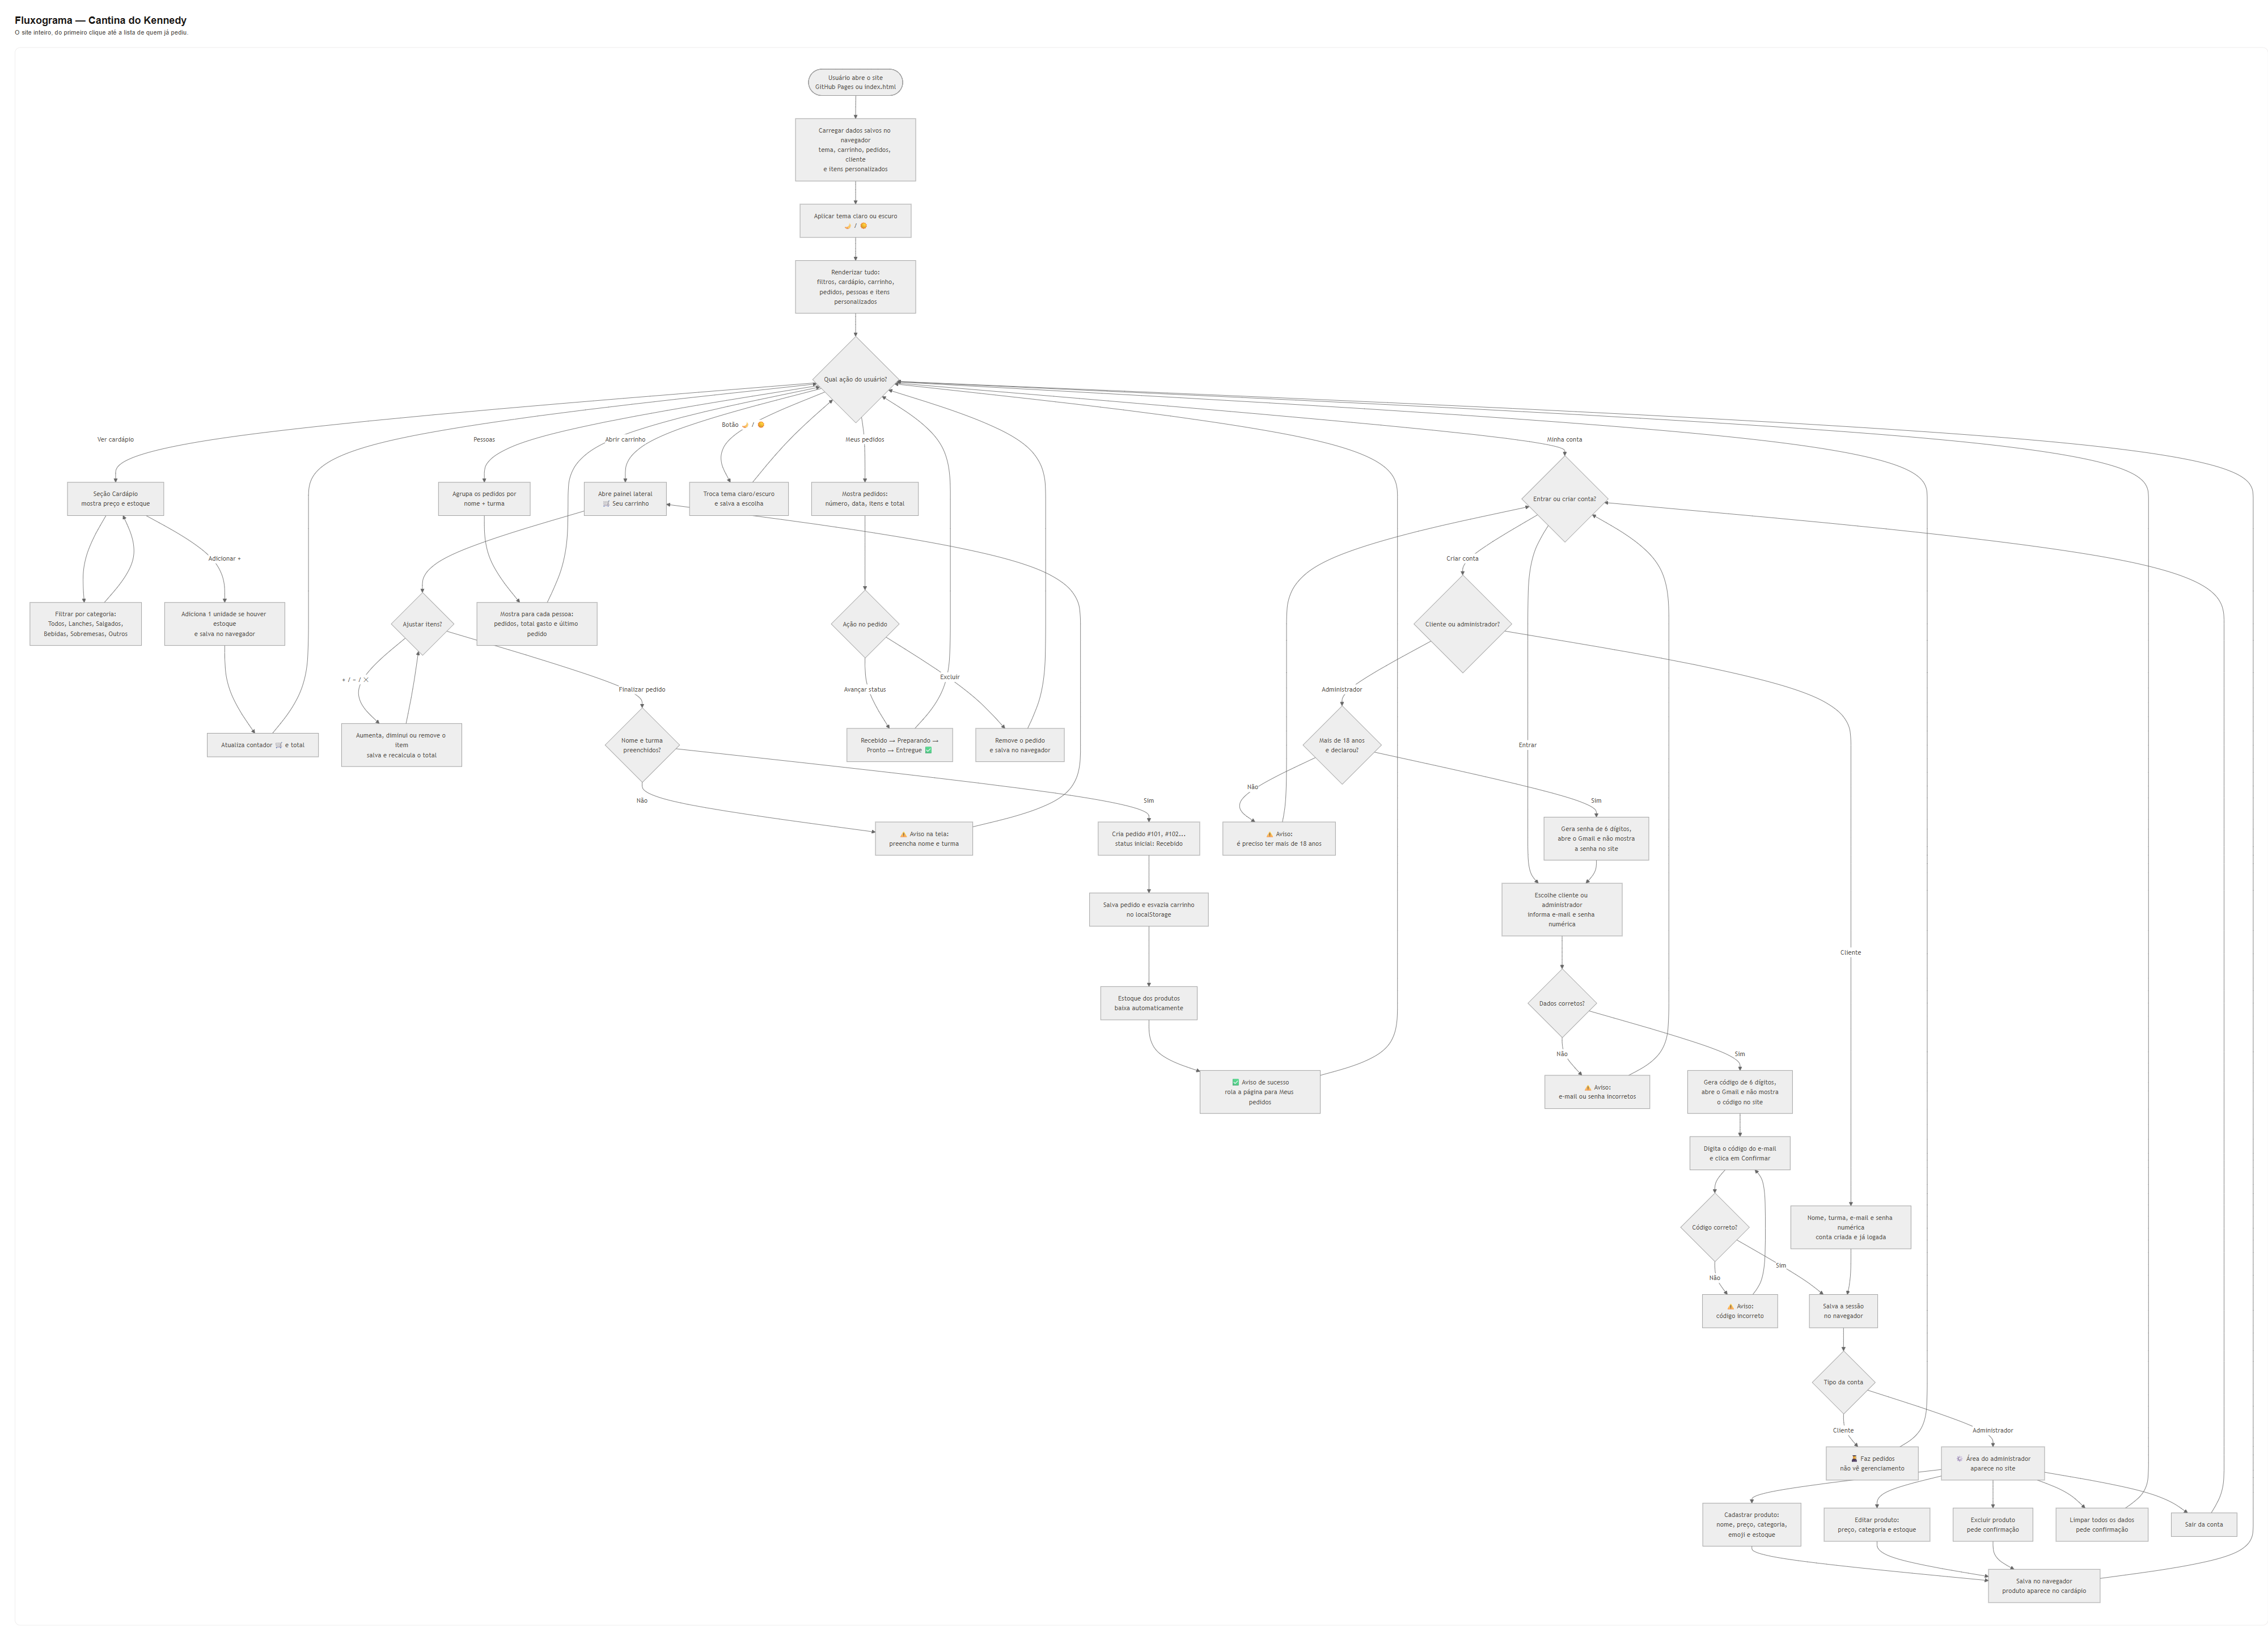 Fluxograma — Cantina do Kennedy
O site inteiro, do primeiro clique até a lista de quem já pediu.
Usuário abre o site
GitHub Pages ou index.html
Carregar dados salvos no
navegador
tema, carrinho, pedidos,
cliente
e itens personalizados
Aplicar tema claro ou escuro
🌙 / 🌞
Renderizar tudo:
filtros, cardápio, carrinho,
pedidos, pessoas e itens
personalizados
Qual ação do usuário?
Botão 🌙 / 🌞
Ver cardápio
Pessoas
Abrir carrinho
Meus pedidos
Minha conta
Seção Cardápio
mostra preço e estoque
Agrupa os pedidos por
nome + turma
Abre painel lateral
🛒 Seu carrinho
Troca tema claro/escuro
e salva a escolha
Mostra pedidos:
número, data, itens e total
Entrar ou criar conta?
Adicionar +
Criar conta
Filtrar por categoria:
Todos, Lanches, Salgados,
Bebidas, Sobremesas, Outros
Adiciona 1 unidade se houver
estoque
e salva no navegador
Ajustar itens?
Mostra para cada pessoa:
pedidos, total gasto e último
pedido
Ação no pedido
Cliente ou administrador?
+ / − / ✕
Finalizar pedido
Avançar status
Excluir
Administrador
Atualiza contador 🛒 e total
Aumenta, diminui ou remove o
item
salva e recalcula o total
Nome e turma
preenchidos?
Recebido → Preparando →
Pronto → Entregue ✅
Remove o pedido
e salva no navegador
Mais de 18 anos
e declarou?
Entrar
Não
Não
Sim
Sim
⚠️ Aviso na tela:
preencha nome e turma
Cria pedido #101, #102...
status inicial: Recebido
⚠️ Aviso:
é preciso ter mais de 18 anos
Gera senha de 6 dígitos,
abre o Gmail e não mostra
a senha no site
Salva pedido e esvazia carrinho
no localStorage
Escolhe cliente ou
administrador
informa e-mail e senha
numérica
Cliente
Estoque dos produtos
baixa automaticamente
Dados corretos?
Não
Sim
✅ Aviso de sucesso
rola a página para Meus
pedidos
⚠️ Aviso:
e-mail ou senha incorretos
Gera código de 6 dígitos,
abre o Gmail e não mostra
o código no site
Digita o código do e-mail
e clica em Confirmar
Código correto?
Nome, turma, e-mail e senha
numérica
conta criada e já logada
Sim
Não
⚠️ Aviso:
código incorreto
Salva a sessão
no navegador
Tipo da conta
Cliente
Administrador
Faz pedidos
não vê gerenciamento
Área do administrador
aparece no site
Cadastrar produto:
nome, preço, categoria,
emoji e estoque
Editar produto:
preço, categoria e estoque
Excluir produto
pede confirmação
Limpar todos os dados
pede confirmação
Sair da conta
Salva no navegador
produto aparece no cardápio